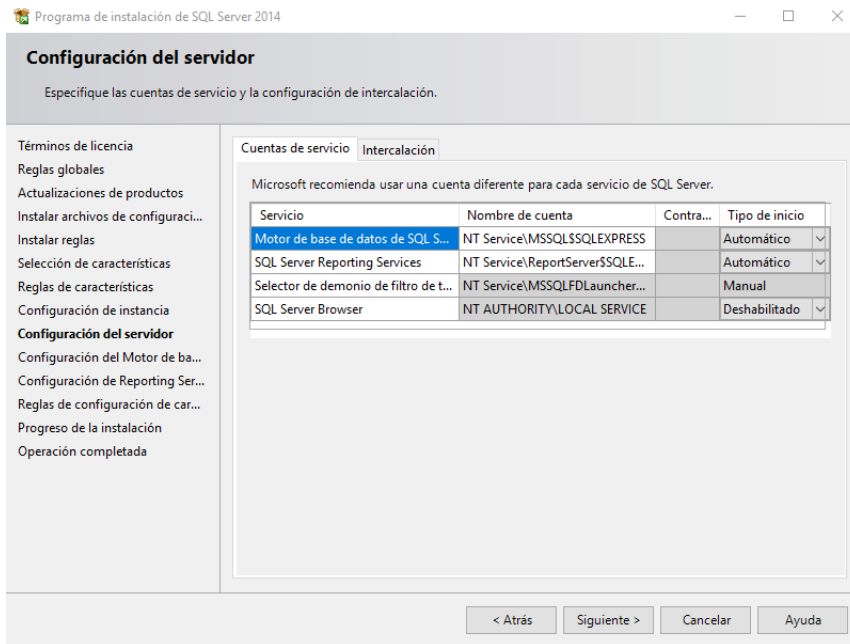 Programa de instalación de SQL Server 2014
Configuración del servidor
Especifique las cuentas de servicio y la configuración de intercalación.
Términos de licencia
Reglas globales
Actualizaciones de productos
Instalar archivos de configuraci...
Instalar reglas
Selección de características
Reglas de características
Configuración de instancia
Configuración del servidor
Configuración del Motor de ba...
Configuración de Reporting Ser...
Reglas de configuración de car...
Progreso de la instalación
Operación completada
Cuentas de servicio Intercalación
Microsoft recomienda usar una cuenta diferente para cada servicio de SQL Server.
Servicio Nombre de cuenta Contra... Tipo de inicio
Motor de base de datos de SQL S... NT Service\MSSQL$SQLEXPRESS Automático
SQL Server Reporting Services NT Service\ReportServer$SQLE... Automático
Selector de demonio de filtro de t... NT Service\MSSQLFDLauncher... Manual
SQL Server Browser NT AUTHORITY\LOCAL SERVICE Deshabilitado
< Atrás Siguiente > Cancelar Ayuda